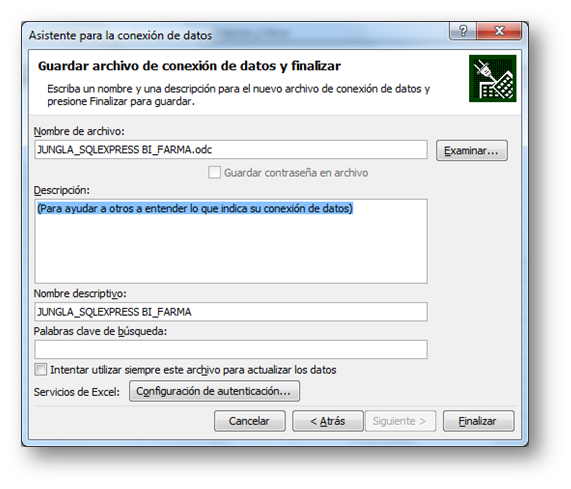 Asistente para la conexión de datos
Guardar archivo de conexión de datos y finalizar
Escriba un nombre y una descripción para el nuevo archivo de conexión de datos y
presione Finalizar para guardar.
Nombre de archivo:
JUNGLA_SQLEXPRESS BI_FARMA.odc
Examinar...
Guardar contraseña en archivo
Descripción:
(Para ayudar a otros a entender lo que indica su conexión de datos)
Nombre descriptivo:
JUNGLA_SQLEXPRESS BI_FARMA
Palabras clave de búsqueda:
Intentar utilizar siempre este archivo para actualizar los datos
Servicios de Excel: Configuración de autenticación...
Cancelar < Atrás Siguiente > Finalizar